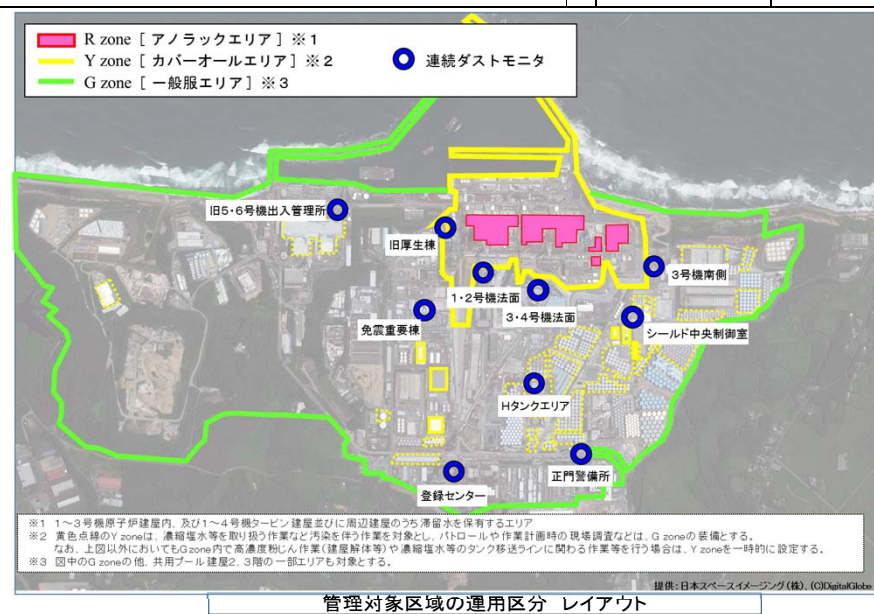 R zone [ アノラックエリア ] ※1
Y zone [ カバーオールエリア ] ※2
G zone [ 一般服エリア ] ※3
連続ダストモニタ
旧5・6号機出入管理所
旧厚生棟
3号機南側
1・2号機法面
3・4号機法面
免震重要棟
シールド中央制御室
Hタンクエリア
正門警備所
登録センター
※1 1～3号機原子炉建屋内、及び1～4号機タービン建屋並びに周辺建屋のうち滞留水を保有するエリア
※2 黄色点線のY zoneは、濃縮塩水等を取り扱う作業など汚染を伴う作業を対象とし、パトロールや作業計画時の現場調査などは、G zoneの装備とする。
なお、上図以外においてもG zone内で高濃度粉じん作業(建屋解体等)や濃縮塩水等のタンク移送ラインに関わる作業等を行う場合は、Y zoneを一時的に設定する。
※3 図中のG zoneの他、共用プール建屋2、3階の一部エリアも対象とする。
提供：日本スペースイメージング(株)、(C)DigitalGlobe
管理対象区域の運用区分 レイアウト